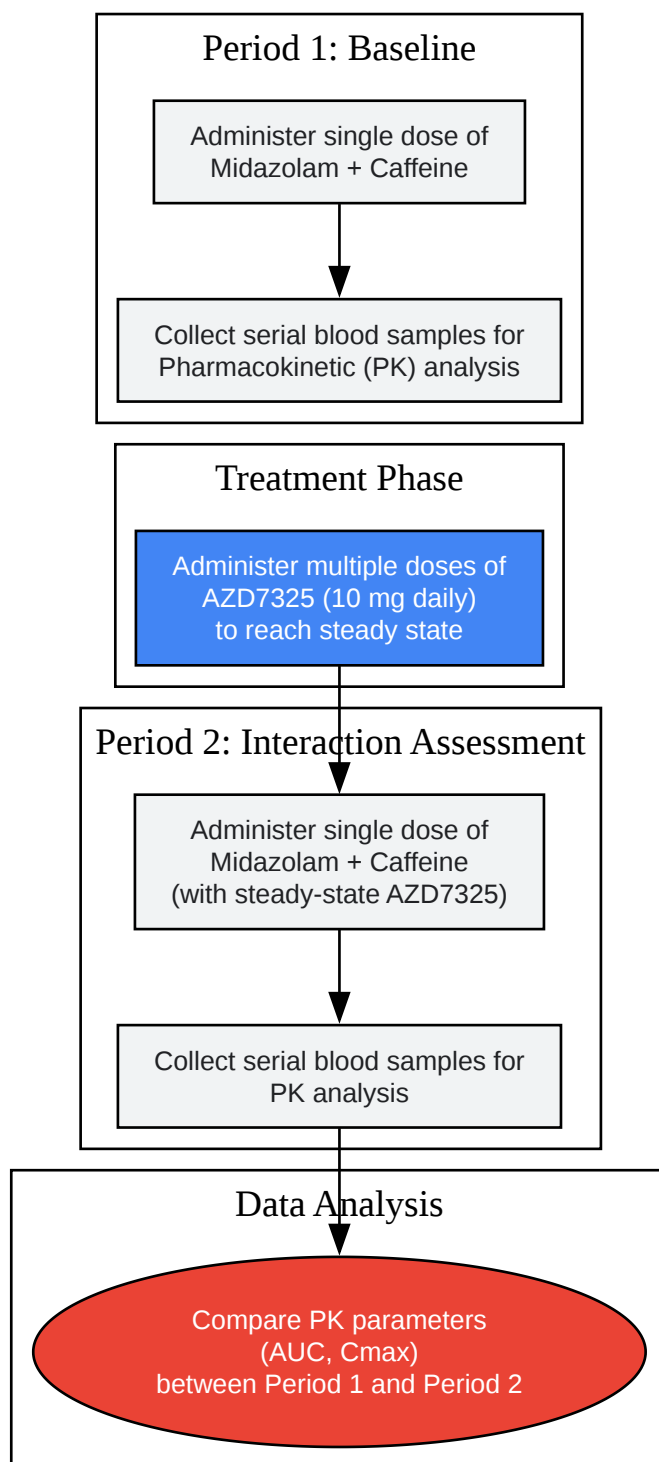 Period 1: Baseline
Administer single dose of
Midazolam + Caffeine
Collect serial blood samples for
Pharmacokinetic (PK) analysis
Treatment Phase
Administer multiple doses of
AZD7325 (10 mg daily)
to reach steady state
Period 2: Interaction Assessment
Administer single dose of
Midazolam + Caffeine
(with steady-state AZD7325)
Collect serial blood samples for
PK analysis
Data Analysis
Compare PK parameters
(AUC, Cmax)
between Period 1 and Period 2